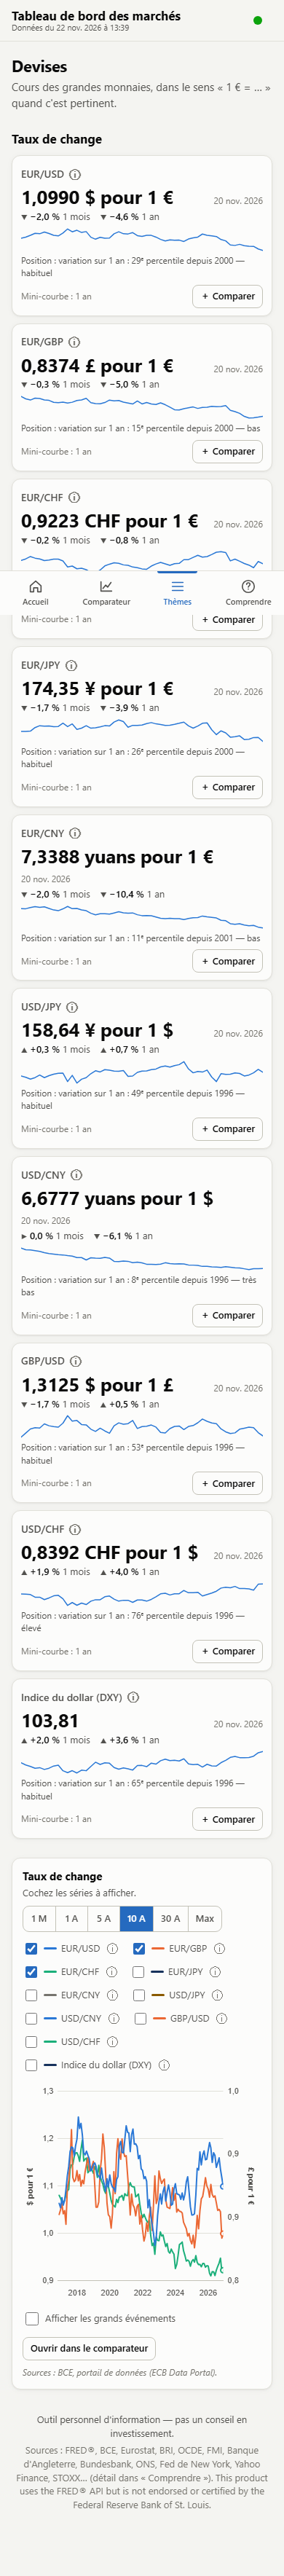 Tableau de bord des marchés
Données du 22 nov. 2026 à 13:39
Devises
Cours des grandes monnaies, dans le sens « 1 € = … »
quand c'est pertinent.
Taux de change
EUR/USD
1,0990 $ pour 1 €
20 nov. 2026
▼ −2,0 % 1 mois ▼ −4,6 % 1 an
Position : variation sur 1 an : 29ᵉ percentile depuis 2000 —
habituel
Mini-courbe : 1 an
+ Comparer
EUR/GBP
0,8374 £ pour 1 €
20 nov. 2026
▼ −0,3 % 1 mois ▼ −5,0 % 1 an
Position : variation sur 1 an : 15ᵉ percentile depuis 2000 — bas
Mini-courbe : 1 an
+ Comparer
EUR/CHF
0,9223 CHF pour 1 €
20 nov. 2026
▼ −0,2 % 1 mois ▼ −0,8 % 1 an
Accueil
Comparateur
Thèmes
Comprendre
Mini-courbe : 1 an
+ Comparer
EUR/JPY
174,35 ¥ pour 1 €
20 nov. 2026
▼ −1,7 % 1 mois ▼ −3,9 % 1 an
Position : variation sur 1 an : 26ᵉ percentile depuis 2000 —
habituel
Mini-courbe : 1 an
+ Comparer
EUR/CNY
7,3388 yuans pour 1 €
20 nov. 2026
▼ −2,0 % 1 mois ▼ −10,4 % 1 an
Position : variation sur 1 an : 11ᵉ percentile depuis 2001 — bas
Mini-courbe : 1 an
+ Comparer
USD/JPY
158,64 ¥ pour 1 $
20 nov. 2026
▲ +0,3 % 1 mois ▲ +0,7 % 1 an
Position : variation sur 1 an : 49ᵉ percentile depuis 1996 —
habituel
Mini-courbe : 1 an
+ Comparer
USD/CNY
6,6777 yuans pour 1 $
20 nov. 2026
► 0,0 % 1 mois ▼ −6,1 % 1 an
Position : variation sur 1 an : 8ᵉ percentile depuis 1996 — très
bas
Mini-courbe : 1 an
+ Comparer
GBP/USD
1,3125 $ pour 1 £
20 nov. 2026
▼ −1,7 % 1 mois ▲ +0,5 % 1 an
Position : variation sur 1 an : 53ᵉ percentile depuis 1996 —
habituel
Mini-courbe : 1 an
+ Comparer
USD/CHF
0,8392 CHF pour 1 $
20 nov. 2026
▲ +1,9 % 1 mois ▲ +4,0 % 1 an
Position : variation sur 1 an : 76ᵉ percentile depuis 1996 —
élevé
Mini-courbe : 1 an
+ Comparer
Indice du dollar (DXY)
103,81
20 nov. 2026
▲ +2,0 % 1 mois ▲ +3,6 % 1 an
Position : variation sur 1 an : 65ᵉ percentile depuis 1996 —
habituel
Mini-courbe : 1 an
+ Comparer
Taux de change
Cochez les séries à afficher.
1 M 1 A 5 A 10 A 30 A Max
EUR/USD EUR/GBP
EUR/CHF EUR/JPY
EUR/CNY USD/JPY
USD/CNY GBP/USD
USD/CHF
Indice du dollar (DXY)
1,3 1,0
1,2 0,9
1,1 0,9
1,0
0,9 0,8
$ pour 1 €
£ pour 1 €
2018 2020 2022 2024 2026
Afficher les grands événements
Ouvrir dans le comparateur
Sources : BCE, portail de données (ECB Data Portal).
Outil personnel d'information — pas un conseil en
investissement.
Sources : FRED®, BCE, Eurostat, BRI, OCDE, FMI, Banque
d'Angleterre, Bundesbank, ONS, Fed de New York, Yahoo
Finance, STOXX… (détail dans « Comprendre »). This product
uses the FRED® API but is not endorsed or certified by the
Federal Reserve Bank of St. Louis.